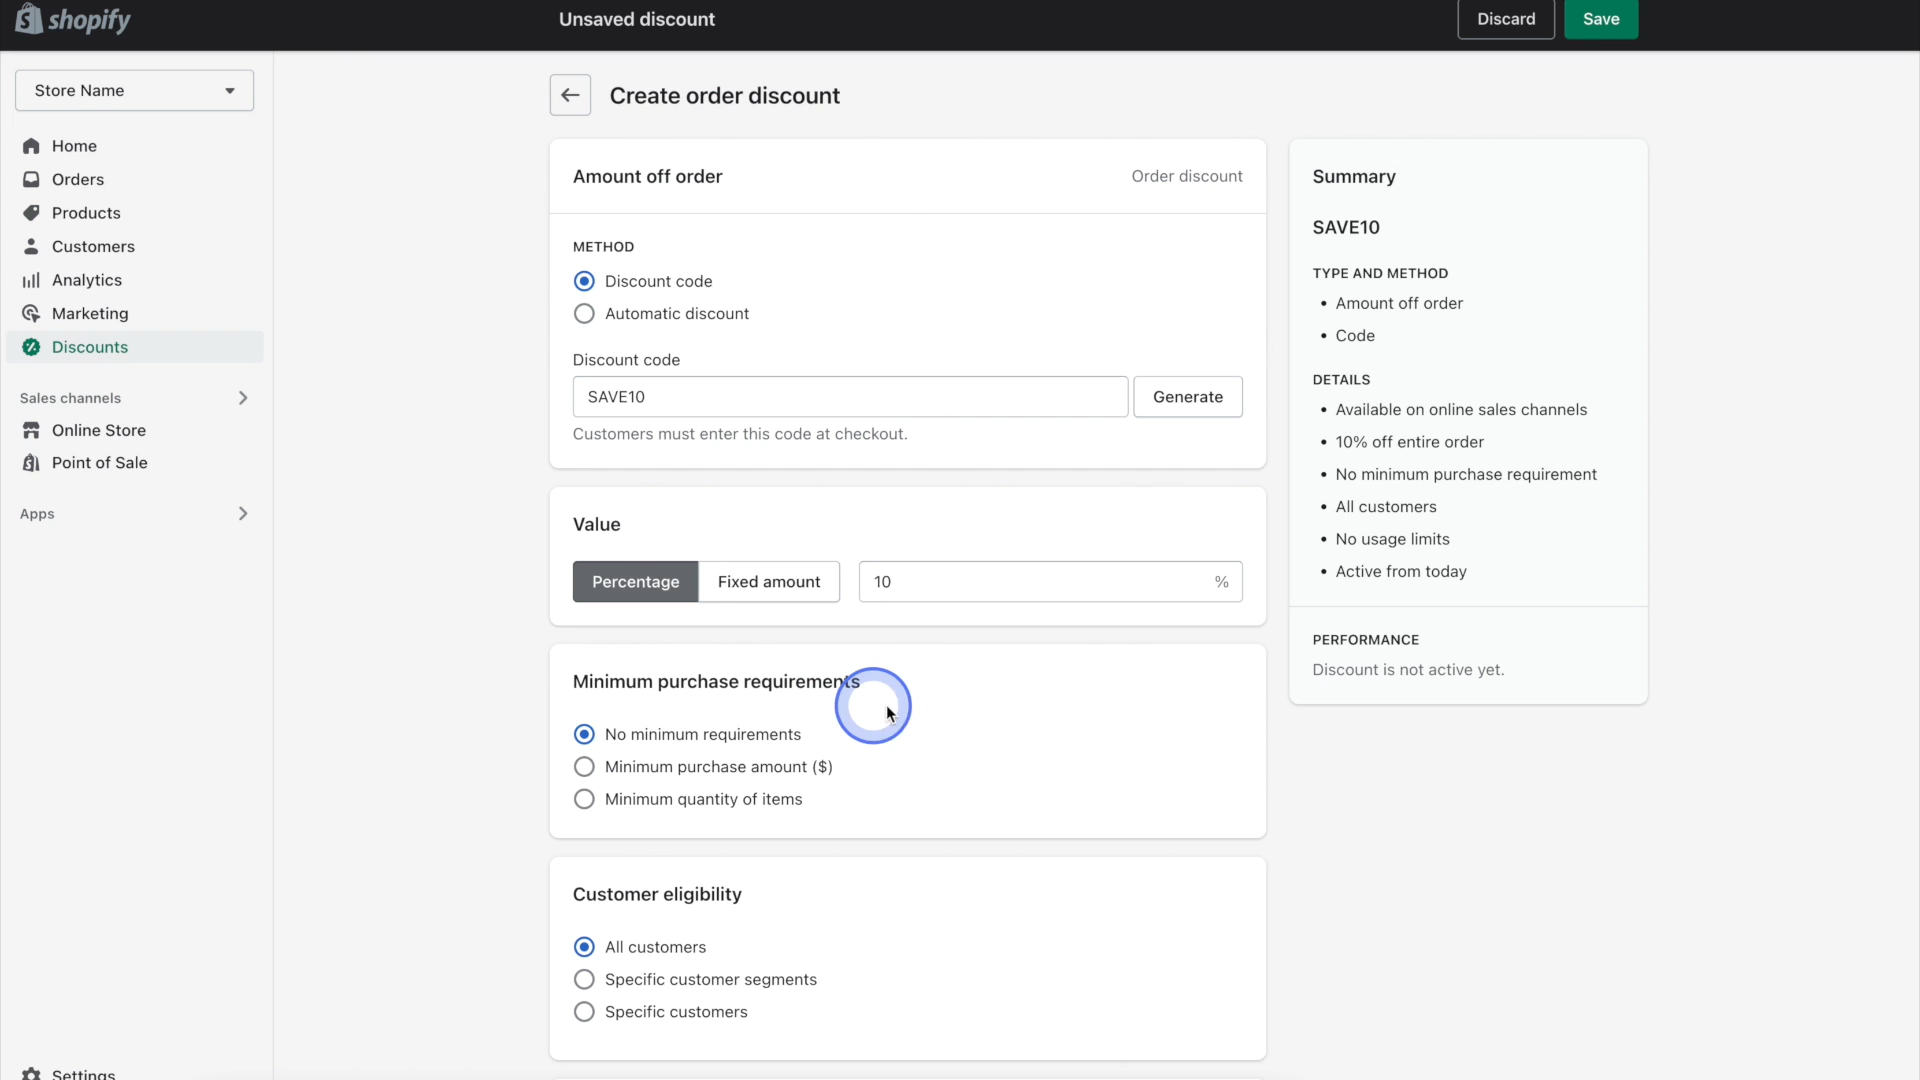 shopify
Unsaved discount
Discard
Save
Store Name
Home
Orders
Products
Customers
Analytics
Marketing
Discounts
Sales channels
Online Store
Point of Sale
Apps
Settings
Create order discount
Amount off order
Order discount
METHOD
Discount code
Automatic discount
Discount code
SAVE10
Generate
Customers must enter this code at checkout.
Value
Percentage
Fixed amount
10
%
Minimum purchase requirements
No minimum requirements
Minimum purchase amount ($)
Minimum quantity of items
Customer eligibility
All customers
Specific customer segments
Specific customers
Summary
SAVE10
TYPE AND METHOD
• Amount off order
• Code
DETAILS
• Available on online sales channels
• 10% off entire order
• No minimum purchase requirement
• All customers
• No usage limits
• Active from today
PERFORMANCE
Discount is not active yet.